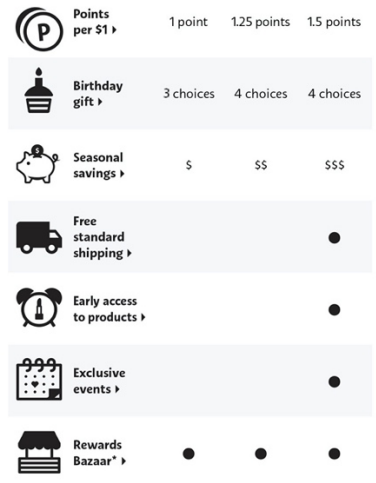 P
Points
per $1 ▸
1 point 1.25 points 1.5 points
Birthday
gift ▸
3 choices 4 choices 4 choices
$
Seasonal
savings ▸
$ $$ $$$
Free
standard
shipping ▸
Early access
to products ▸
Exclusive
events ▸
Rewards
Bazaar* ▸